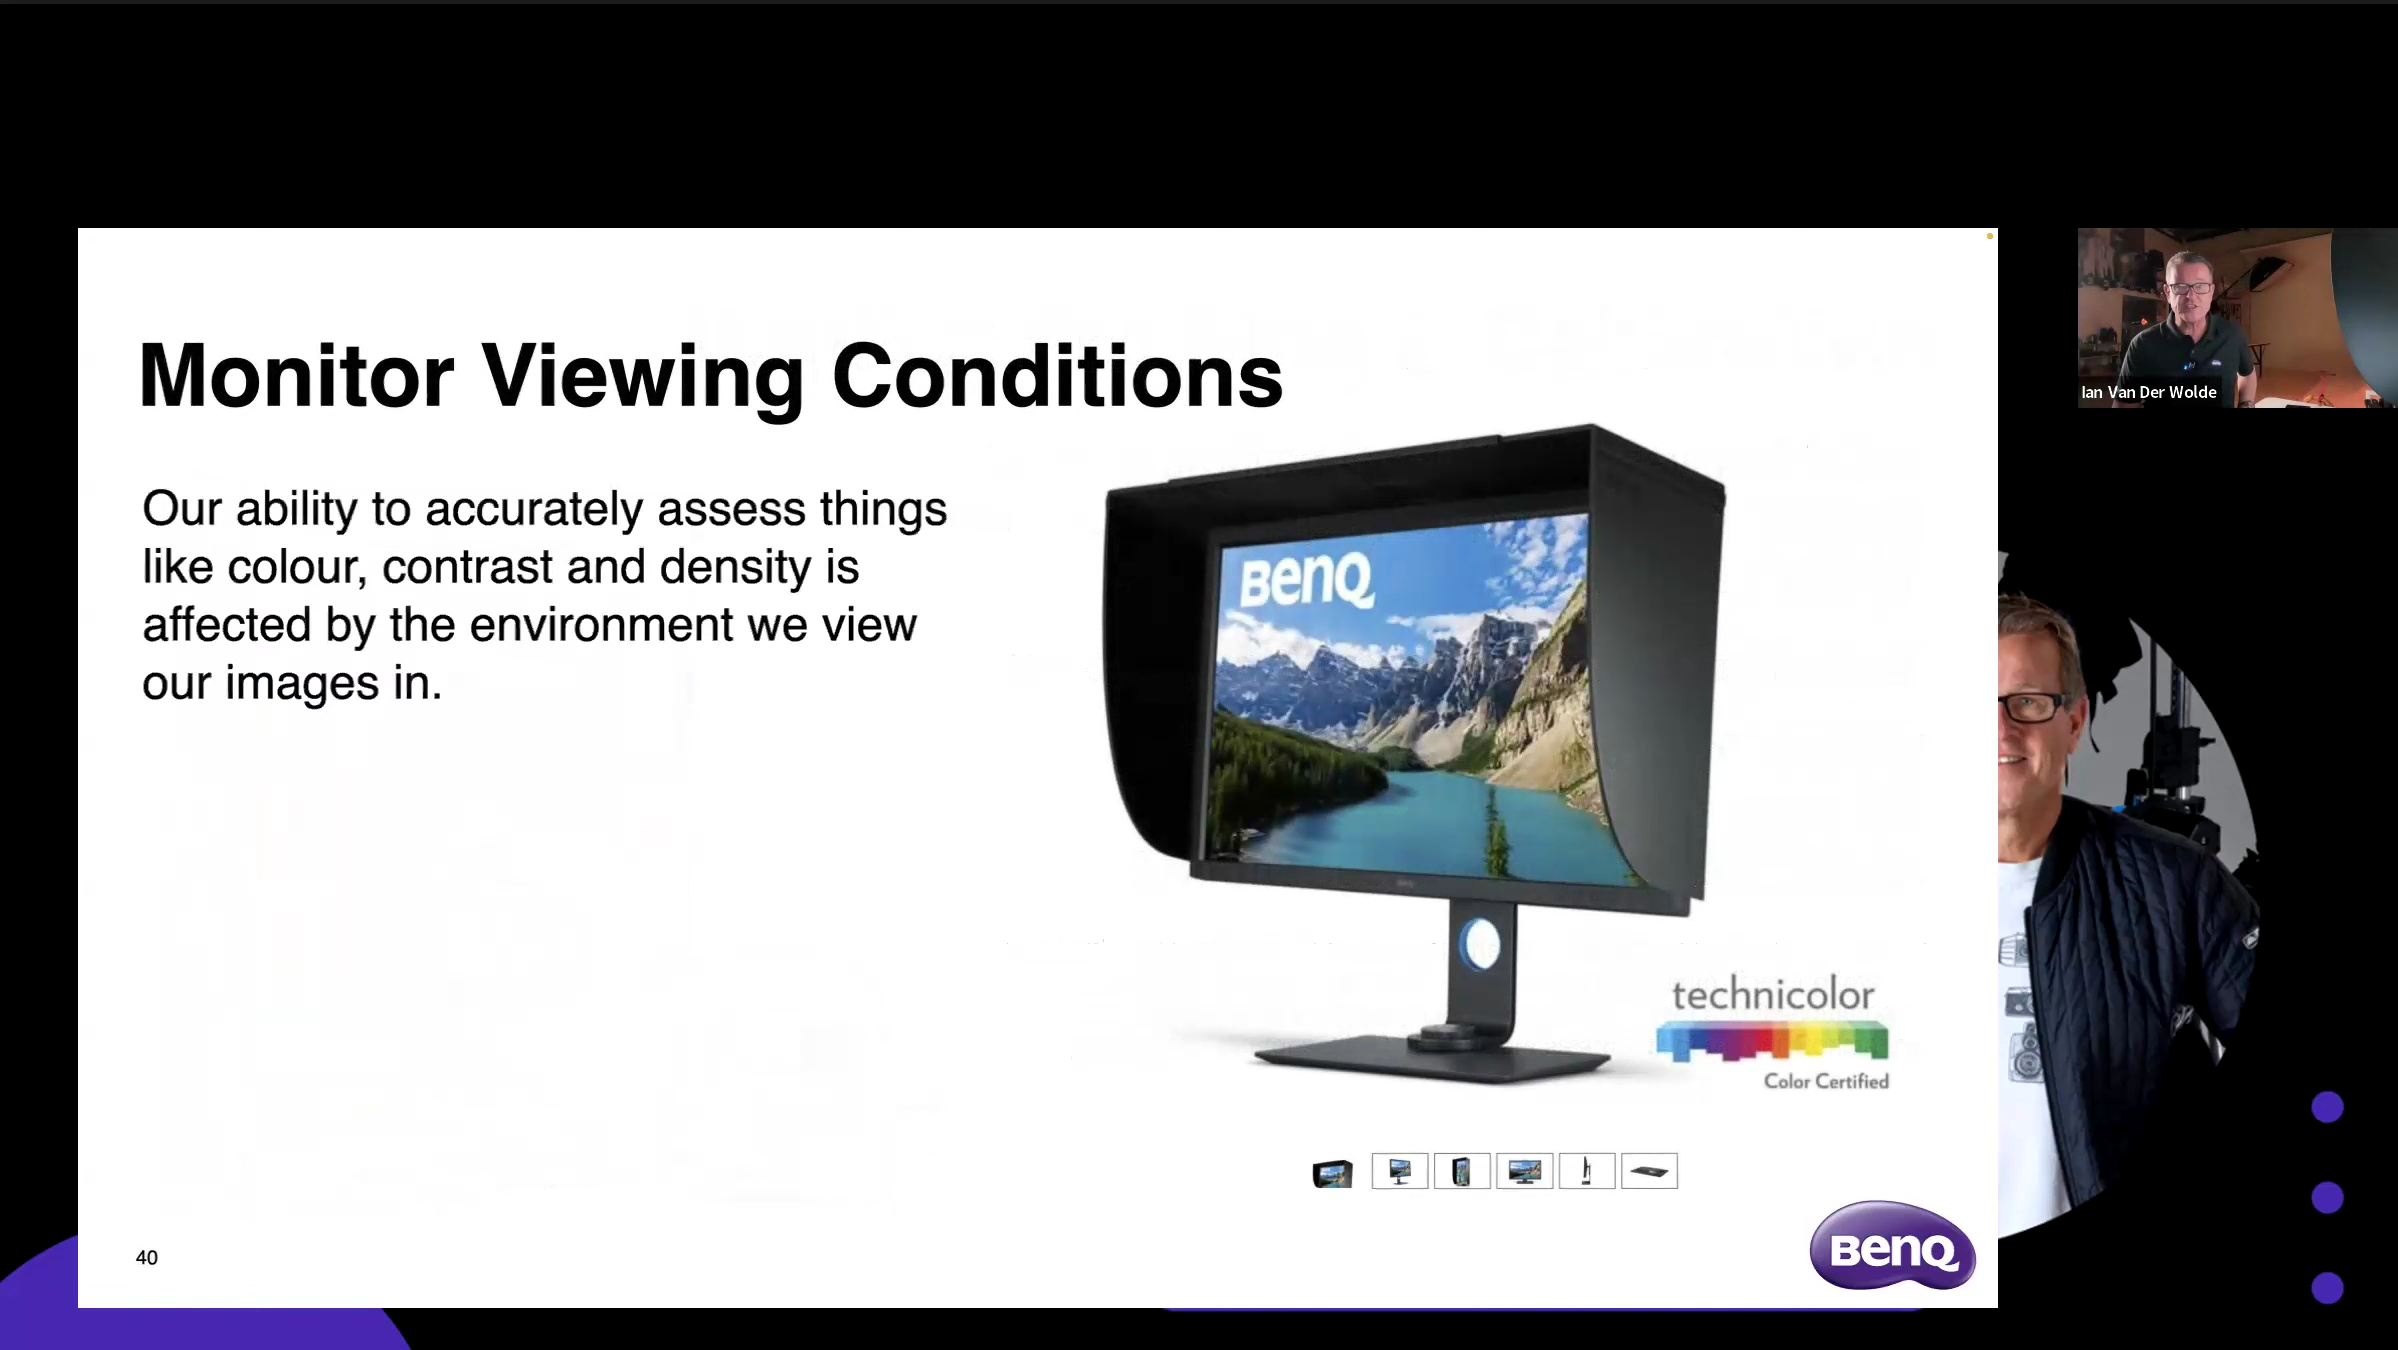 Monitor Viewing Conditions
Ian Van Der Wolde
Our ability to accurately assess things
like colour, contrast and density is
affected by the environment we view
our images in.
BenQ
technicolor
Color Certified
40
BenQ